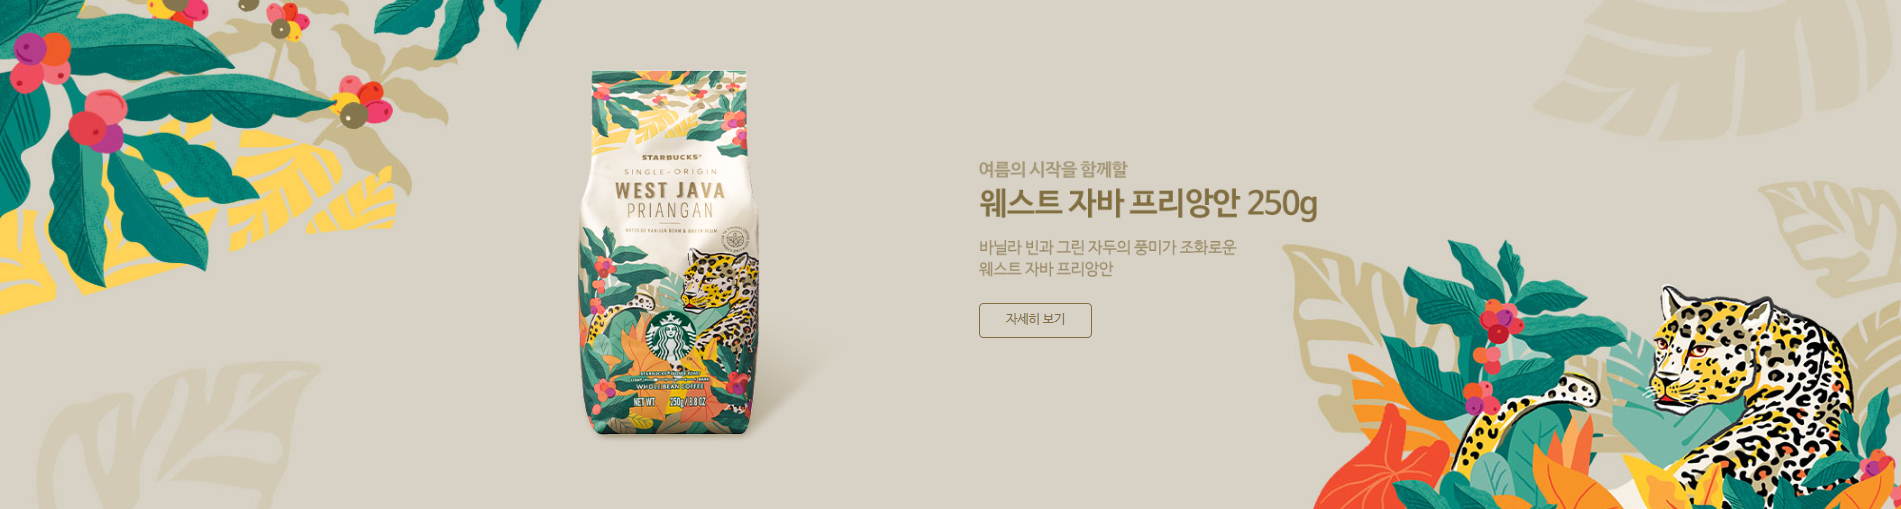 STARBUCKS®
SINGLE-ORIGIN
WEST JAVA
PRIANGAN
NOTES OF VANILLA BEAN & GREEN PLUM
WHOLE BEAN COFFEE
NET WT 250g / 8.8 OZ
여름의 시작을 함께할
웨스트 자바 프리앙안 250g
바닐라 빈과 그린 자두의 풍미가 조화로운
웨스트 자바 프리앙안
자세히 보기